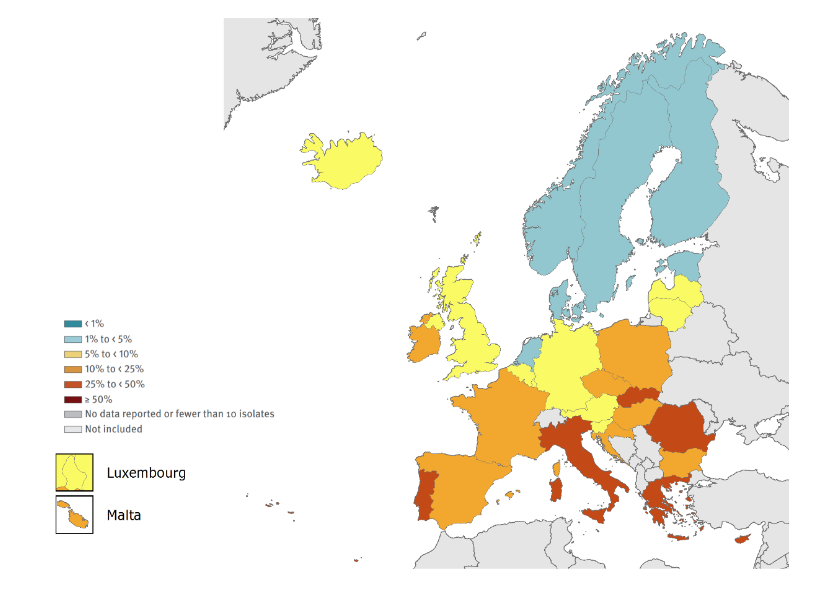 < 1%
1% to < 5%
5% to < 10%
10% to < 25%
25% to < 50%
≥ 50%
No data reported or fewer than 10 isolates
Not included
Luxembourg
Malta